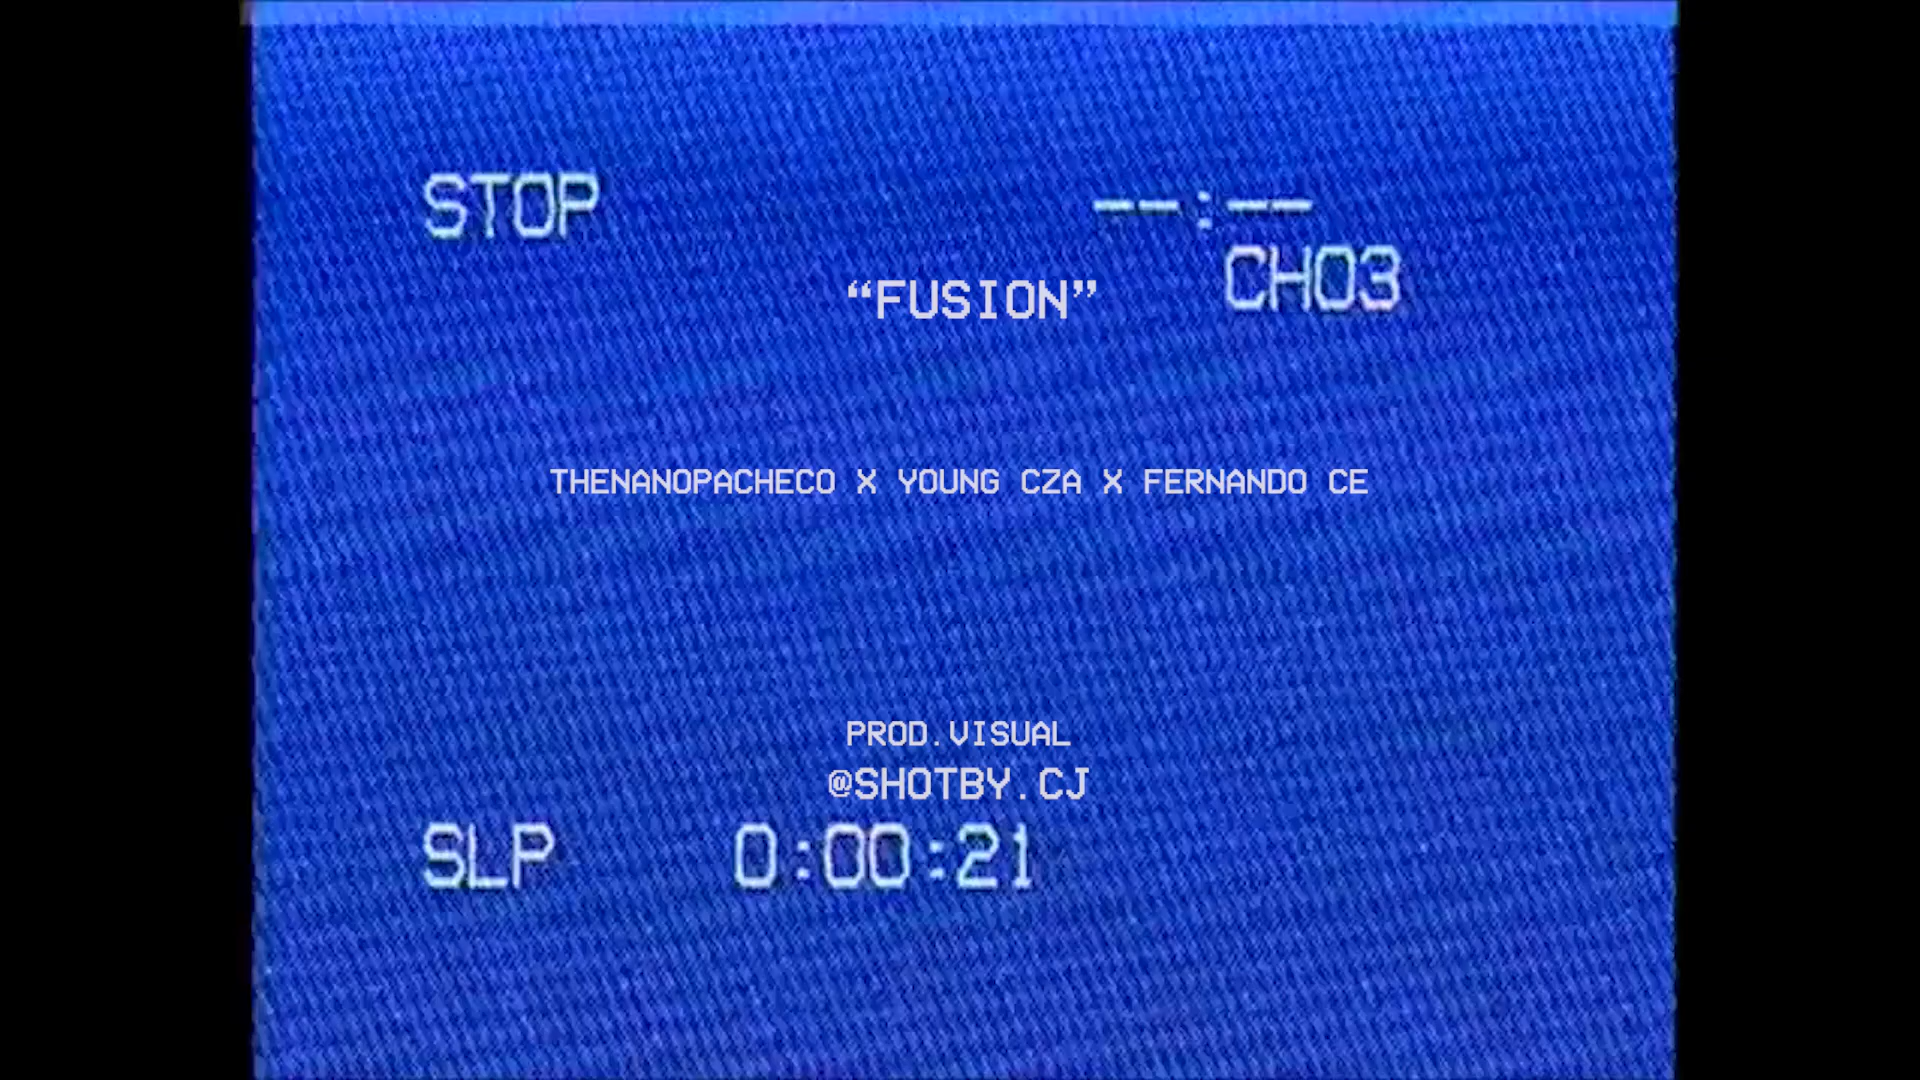 STOP
--:--
CH03
“FUSION”
THENANOPACHECO X YOUNG CZA X FERNANDO CE
PROD.VISUAL
@SHOTBY.CJ
SLP 0:00:21